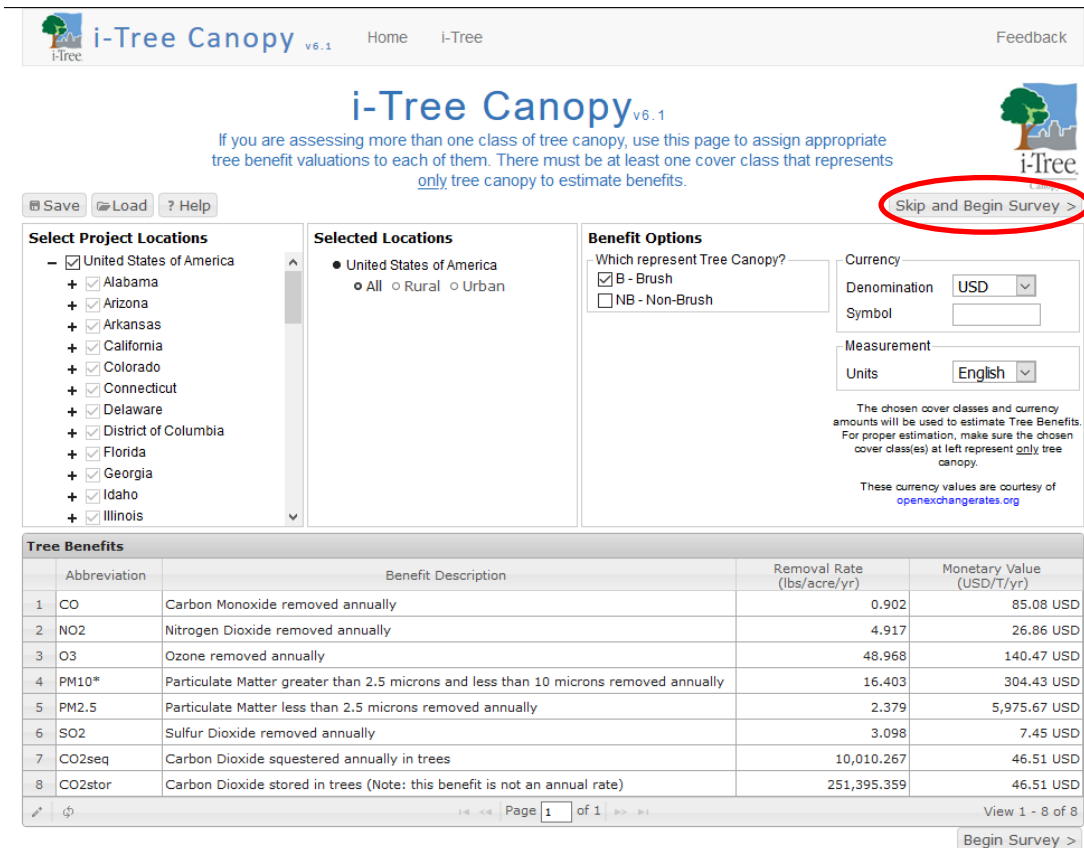 i-Tree
i-Tree Canopy v6.1 Home i-Tree Feedback
i-Tree Canopy v6.1
If you are assessing more than one class of tree canopy, use this page to assign appropriate
tree benefit valuations to each of them. There must be at least one cover class that represents
only tree canopy to estimate benefits.
i-Tree
Save Load ? Help
Skip and Begin Survey >
Select Project Locations
United States of America
Alabama
Arizona
Arkansas
California
Colorado
Connecticut
Delaware
District of Columbia
Florida
Georgia
Idaho
Illinois
Selected Locations
United States of America
All Rural Urban
Benefit Options
Which represent Tree Canopy?
B - Brush
NB - Non-Brush
Currency
Denomination USD
Symbol
Measurement
Units English
The chosen cover classes and currency
amounts will be used to estimate Tree Benefits.
For proper estimation, make sure the chosen
cover class(es) at left represent only tree
canopy.
These currency values are courtesy of
openexchangerates.org
Tree Benefits
Abbreviation Benefit Description Removal Rate (lbs/acre/yr) Monetary Value (USD/T/yr)
1 CO Carbon Monoxide removed annually 0.902 85.08 USD
2 NO2 Nitrogen Dioxide removed annually 4.917 26.86 USD
3 O3 Ozone removed annually 48.968 140.47 USD
4 PM10* Particulate Matter greater than 2.5 microns and less than 10 microns removed annually 16.403 304.43 USD
5 PM2.5 Particulate Matter less than 2.5 microns removed annually 2.379 5,975.67 USD
6 SO2 Sulfur Dioxide removed annually 3.098 7.45 USD
7 CO2seq Carbon Dioxide squestered annually in trees 10,010.267 46.51 USD
8 CO2stor Carbon Dioxide stored in trees (Note: this benefit is not an annual rate) 251,395.359 46.51 USD
Page 1 of 1 View 1 - 8 of 8
Begin Survey >